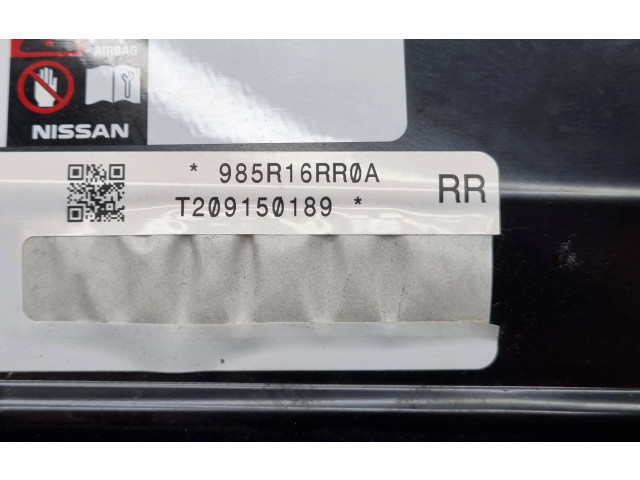 AIRBAG
NISSAN
* 985R16RR0A
T209150189 *
RR